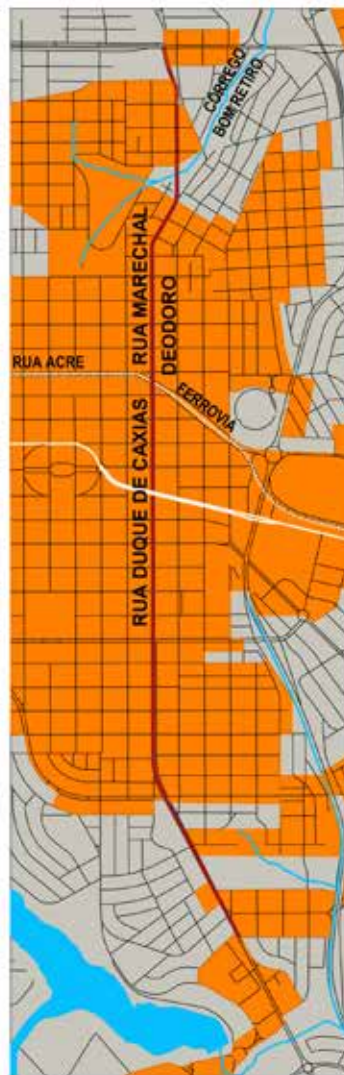 CÓRREGO
BOM RETIRO
RUA MARECHAL
DEODORO
RUA ACRE
FERROVIA
RUA DUQUE DE CAXIAS